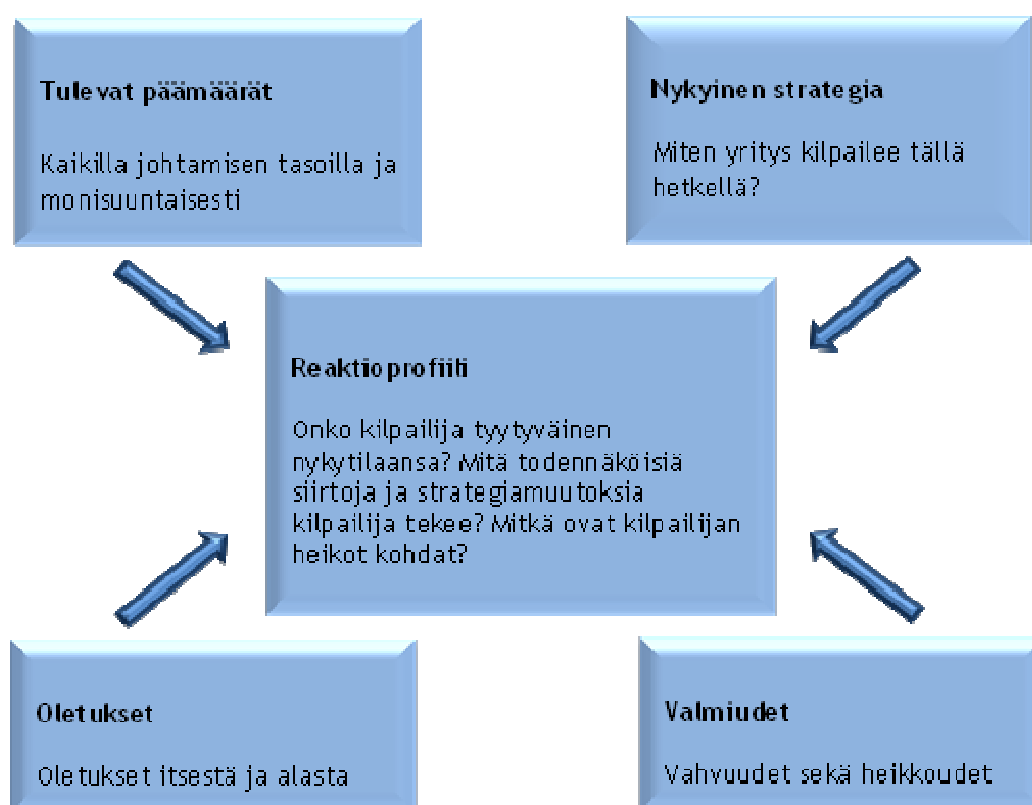 Tulevat päämäärät
Kaikilla johtamisen tasoilla ja
monisuuntaisesti
Nykyinen strategia
Miten yritys kilpailee tällä
hetkellä?
Reaktioprofiili
Onko kilpailija tyytyväinen
nykytilaansa? Mitä todennäköisiä
siirtoja ja strategiamuutoksia
kilpailija tekee? Mitkä ovat kilpailijan
heikot kohdat?
Oletukset
Oletukset itsestä ja alasta
Valmiudet
Vahvuudet sekä heikkoudet